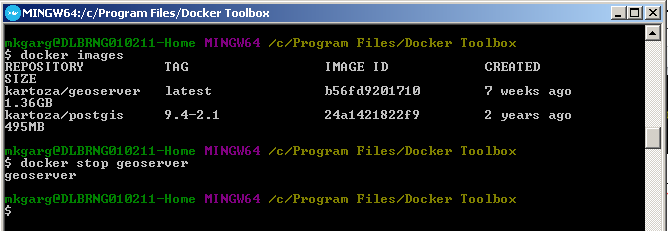 MINGW64:/c/Program Files/Docker Toolbox
mkgarg@DLBRNG010211-Home MINGW64 /c/Program Files/Docker Toolbox
$ docker images
REPOSITORY TAG IMAGE ID CREATED
SIZE
kartoza/geoserver latest b56fd9201710 7 weeks ago
1.36GB
kartoza/postgis 9.4-2.1 24a1421822f9 2 years ago
495MB
mkgarg@DLBRNG010211-Home MINGW64 /c/Program Files/Docker Toolbox
$ docker stop geoserver
geoserver
mkgarg@DLBRNG010211-Home MINGW64 /c/Program Files/Docker Toolbox
$